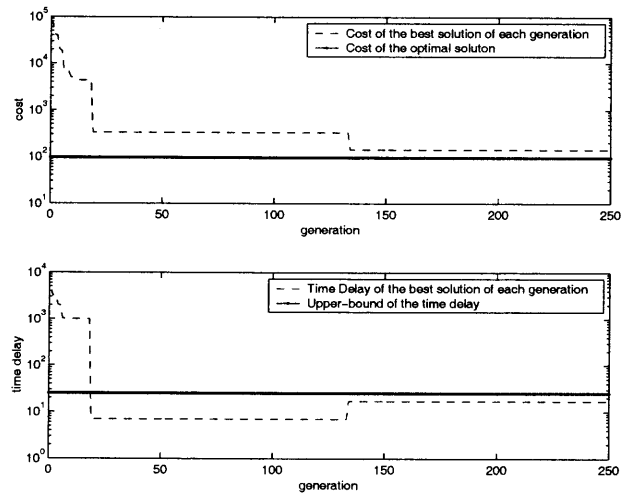 10^5
10^4
10^3
10^2
10^1
cost
Cost of the best solution of each generation
Cost of the optimal soluton
0 50 100 150 200 250
generation
10^4
10^3
10^2
10^1
10^0
time delay
Time Delay of the best solution of each generation
Upper-bound of the time delay
0 50 100 150 200 250
generation